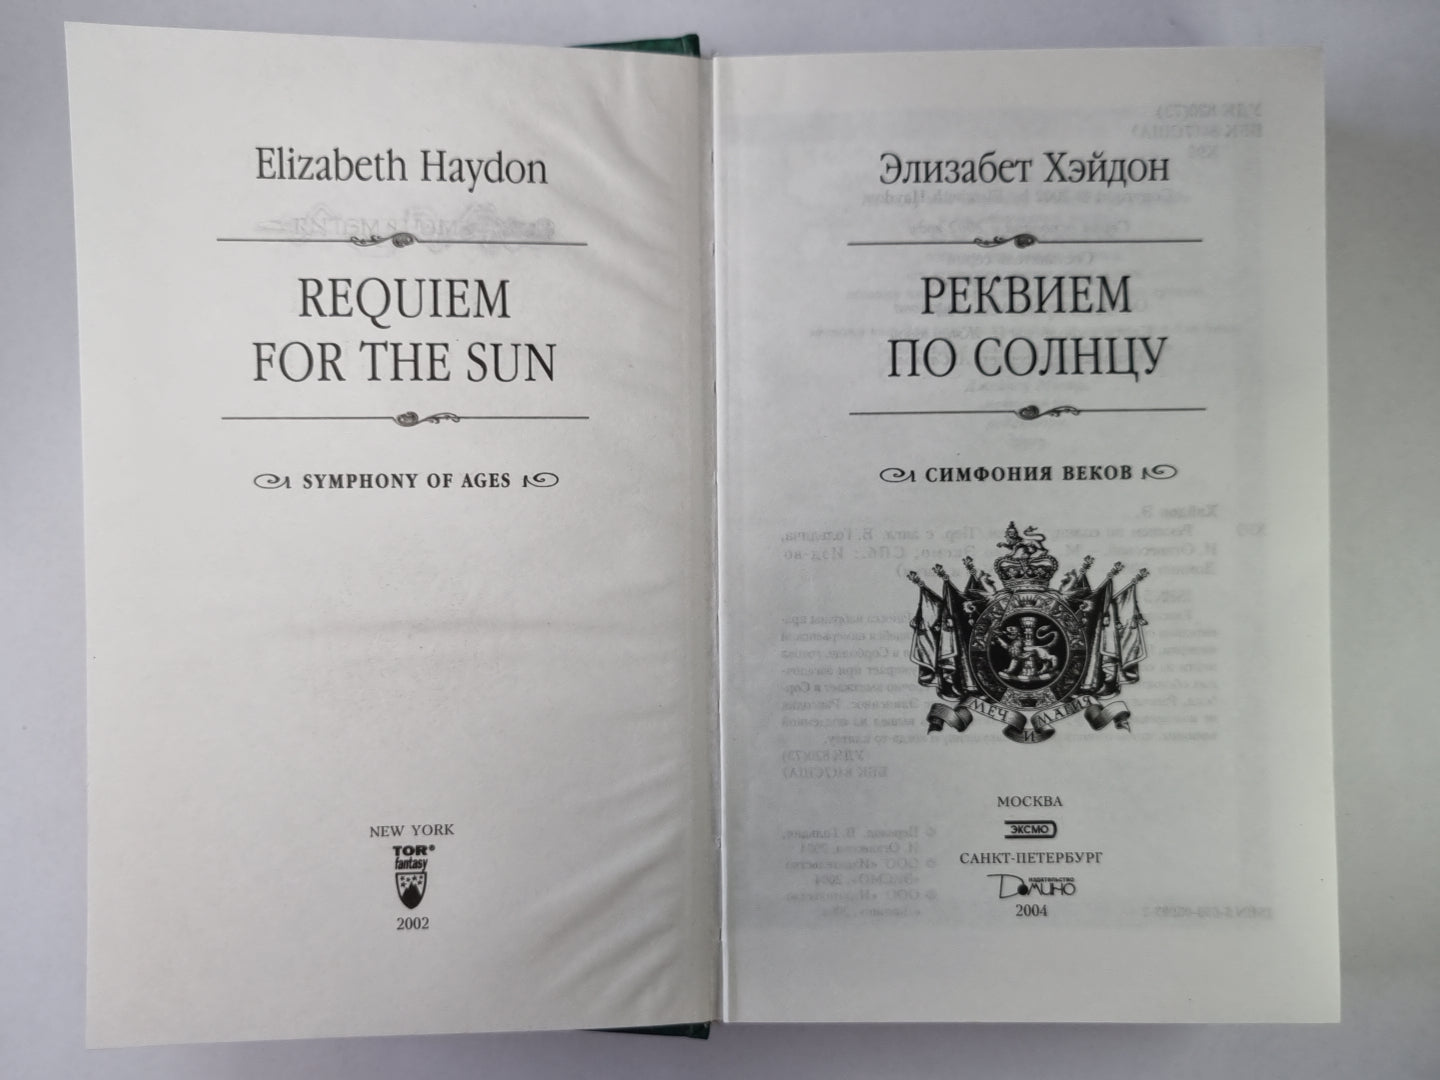 Elizabeth Haydon
REQUIEM
FOR THE SUN
SYMPHONY OF AGES
NEW YORK
TOR®
fantasy
2002
Элизабет Хэйдон
РЕКВИЕМ
ПО СОЛНЦУ
СИМФОНИЯ ВЕКОВ
МЕЧ И МАГИЯ
МОСКВА
ЭКСМО
САНКТ-ПЕТЕРБУРГ
ИЗДАТЕЛЬСТВО
ДОМИНО
2004